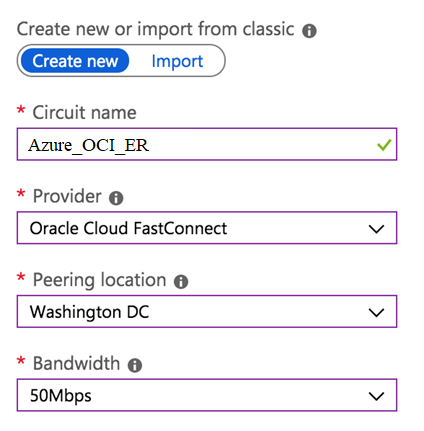 Create new or import from classic
Create new Import
* Circuit name
Azure_OCI_ER
* Provider
Oracle Cloud FastConnect
* Peering location
Washington DC
* Bandwidth
50Mbps